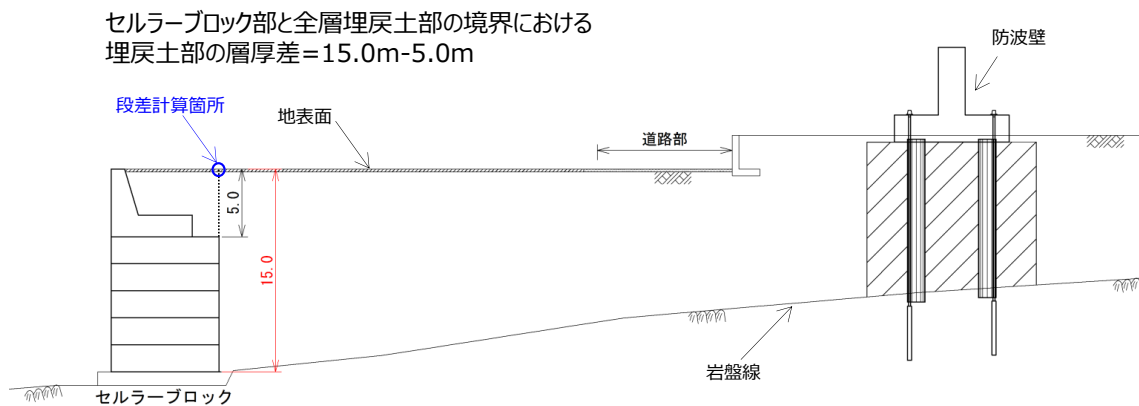 セルラーブロック部と全層埋戻土部の境界における
埋戻土部の層厚差=15.0m-5.0m
防波壁
段差計算箇所
地表面
道路部
5.0
15.0
岩盤線
セルラーブロック